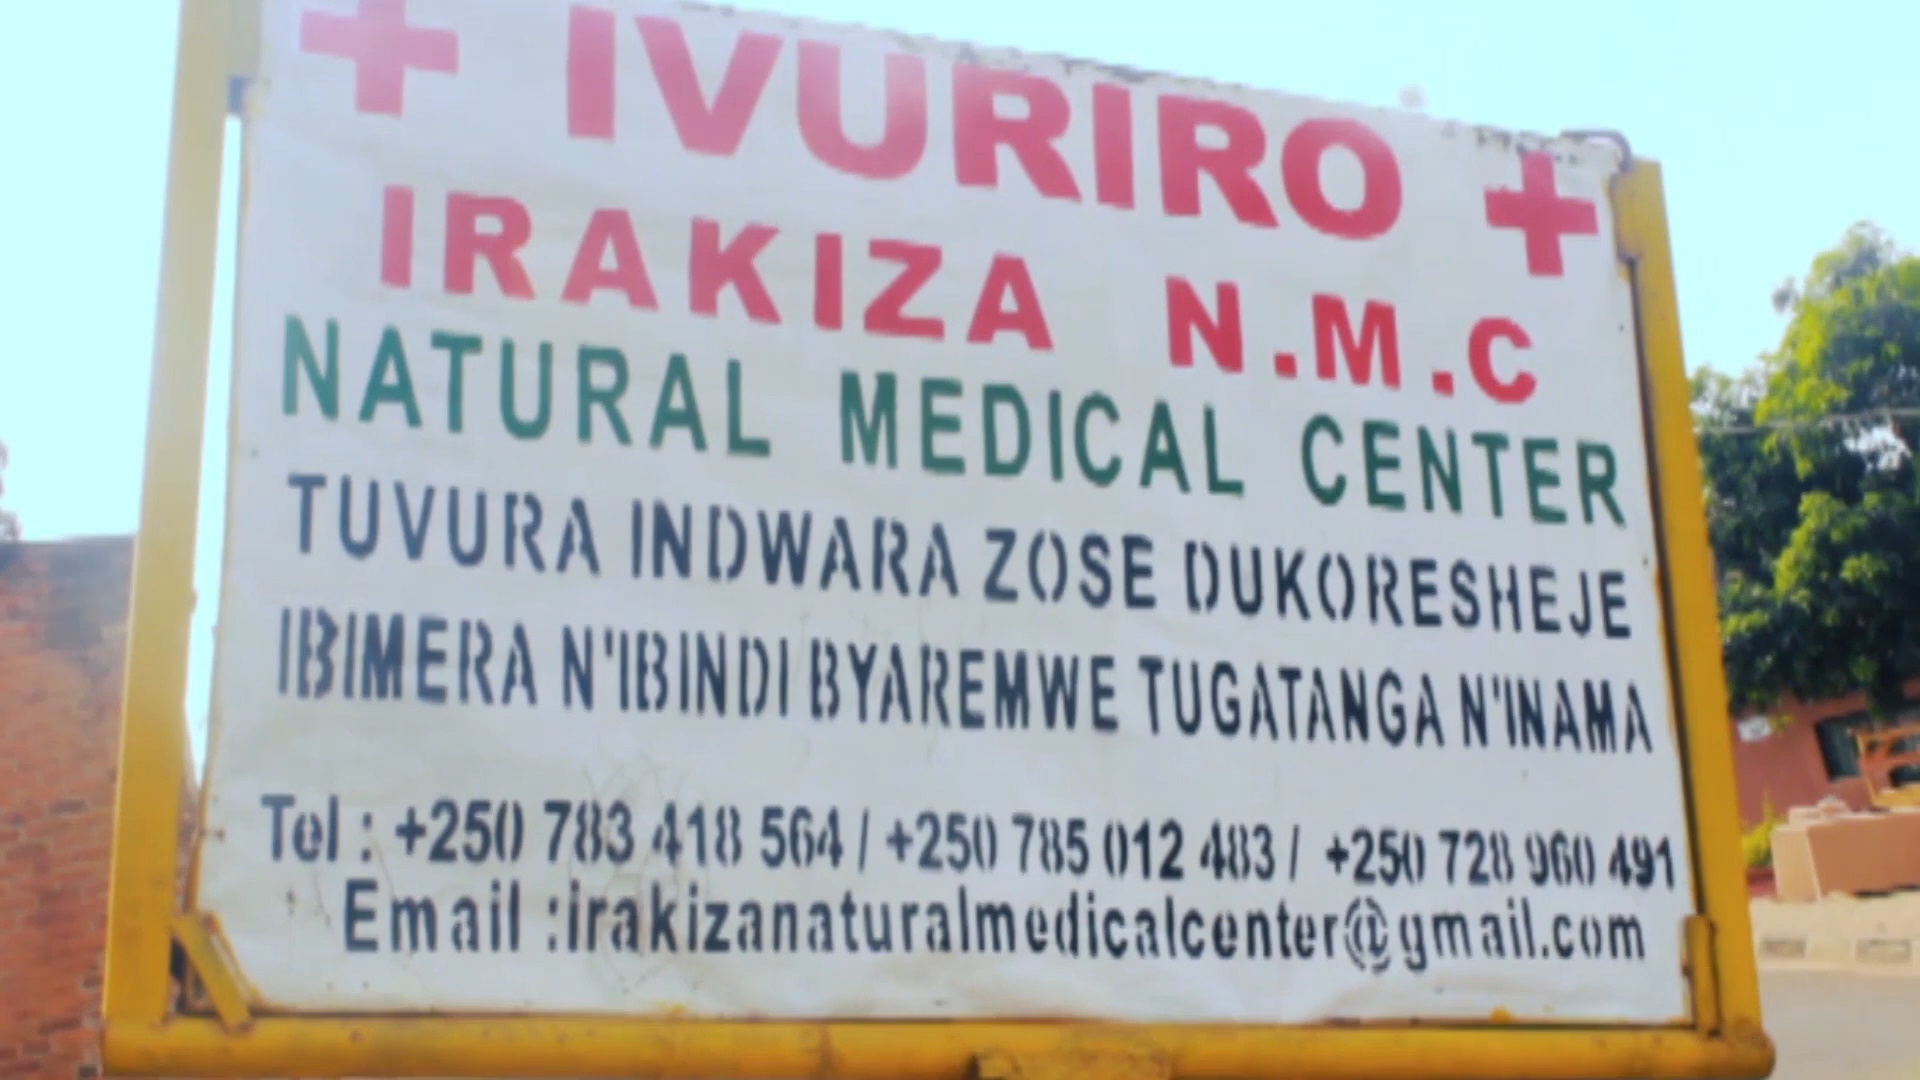 + IVURIRO +
IRAKIZA N.M.C
NATURAL MEDICAL CENTER
TUVURA INDWARA ZOSE DUKORESHEJE
IBIMERA N'IBINDI BYAREMWE TUGATANGA N'INAMA
Tel : +250 783 418 564 / +250 785 012 483 / +250 728 960 491
Email :irakizanaturalmedicalcenter@gmail.com